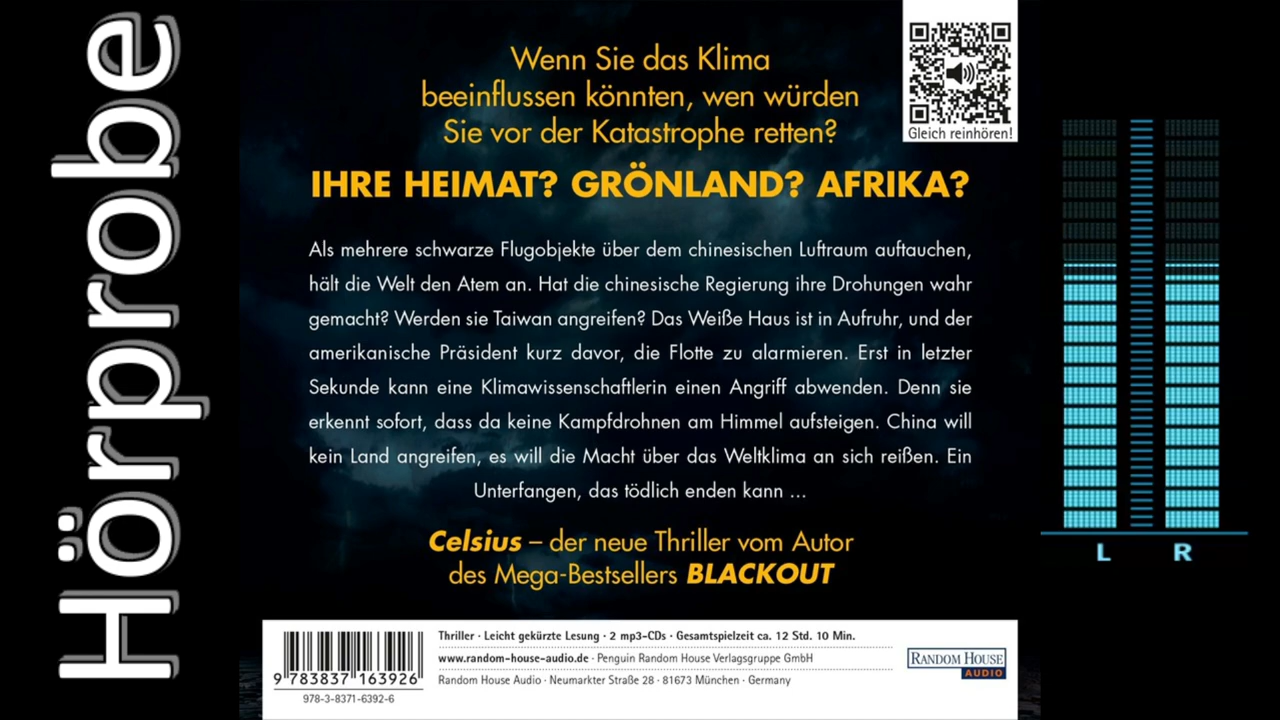 Hörprobe
Wenn Sie das Klima
beeinflussen könnten, wen würden
Sie vor der Katastrophe retten?
Gleich reinhören!
IHRE HEIMAT? GRÖNLAND? AFRIKA?
Als mehrere schwarze Flugobjekte über dem chinesischen Luftraum auftauchen,
hält die Welt den Atem an. Hat die chinesische Regierung ihre Drohungen wahr
gemacht? Werden sie Taiwan angreifen? Das Weiße Haus ist in Aufruhr, und der
amerikanische Präsident kurz davor, die Flotte zu alarmieren. Erst in letzter
Sekunde kann eine Klimawissenschaftlerin einen Angriff abwenden. Denn sie
erkennt sofort, dass da keine Kampfdrohnen am Himmel aufsteigen. China will
kein Land angreifen, es will die Macht über das Weltklima an sich reißen. Ein
Unterfangen, das tödlich enden kann ...
Celsius – der neue Thriller vom Autor
des Mega-Bestsellers BLACKOUT
L R
Thriller · Leicht gekürzte Lesung · 2 mp3-CDs · Gesamtspielzeit ca. 12 Std. 10 Min.
www.random-house-audio.de · Penguin Random House Verlagsgruppe GmbH
Random House Audio · Neumarkter Straße 28 · 81673 München · Germany
9 783837 163926
978-3-8371-6392-6
RANDOM HOUSE
AUDIO